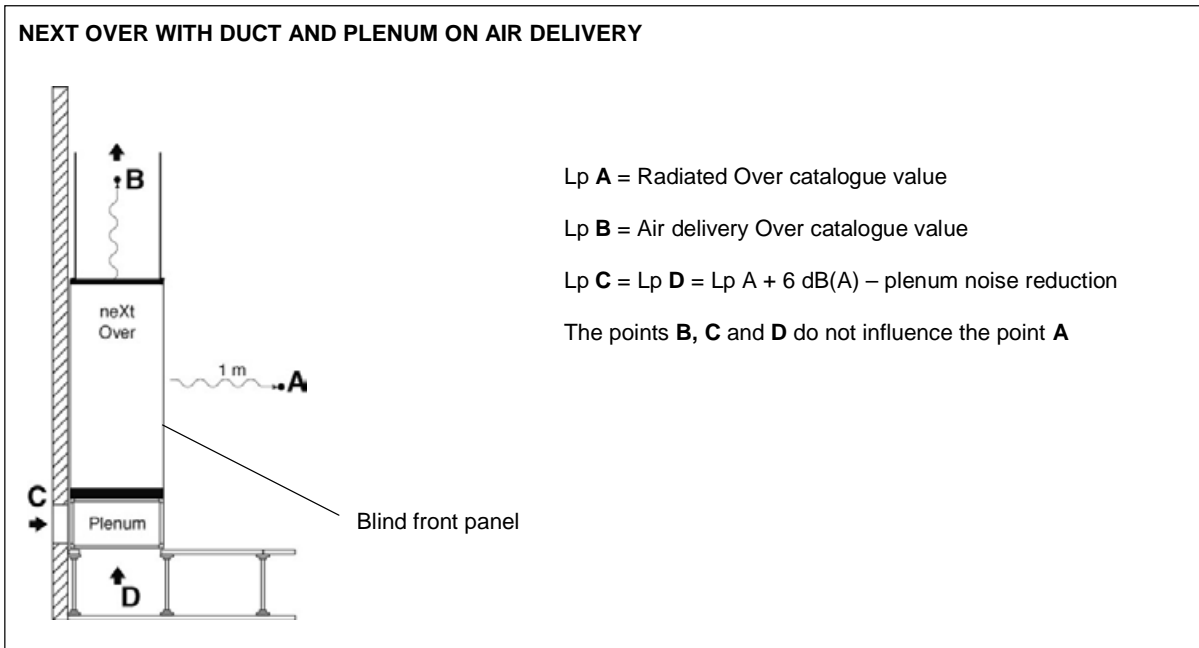 NEXT OVER WITH DUCT AND PLENUM ON AIR DELIVERY
B
neXt
Over
1 m
A
C
Plenum
D
Blind front panel
Lp A = Radiated Over catalogue value
Lp B = Air delivery Over catalogue value
Lp C = Lp D = Lp A + 6 dB(A) – plenum noise reduction
The points B, C and D do not influence the point A